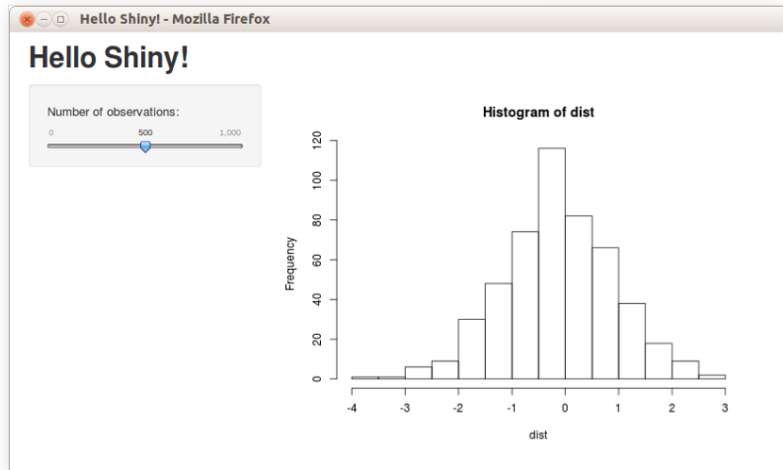 Hello Shiny! - Mozilla Firefox
Hello Shiny!
Number of observations:
0 500 1,000
Histogram of dist
Frequency
120
100
80
60
40
20
0
-4 -3 -2 -1 0 1 2 3
dist